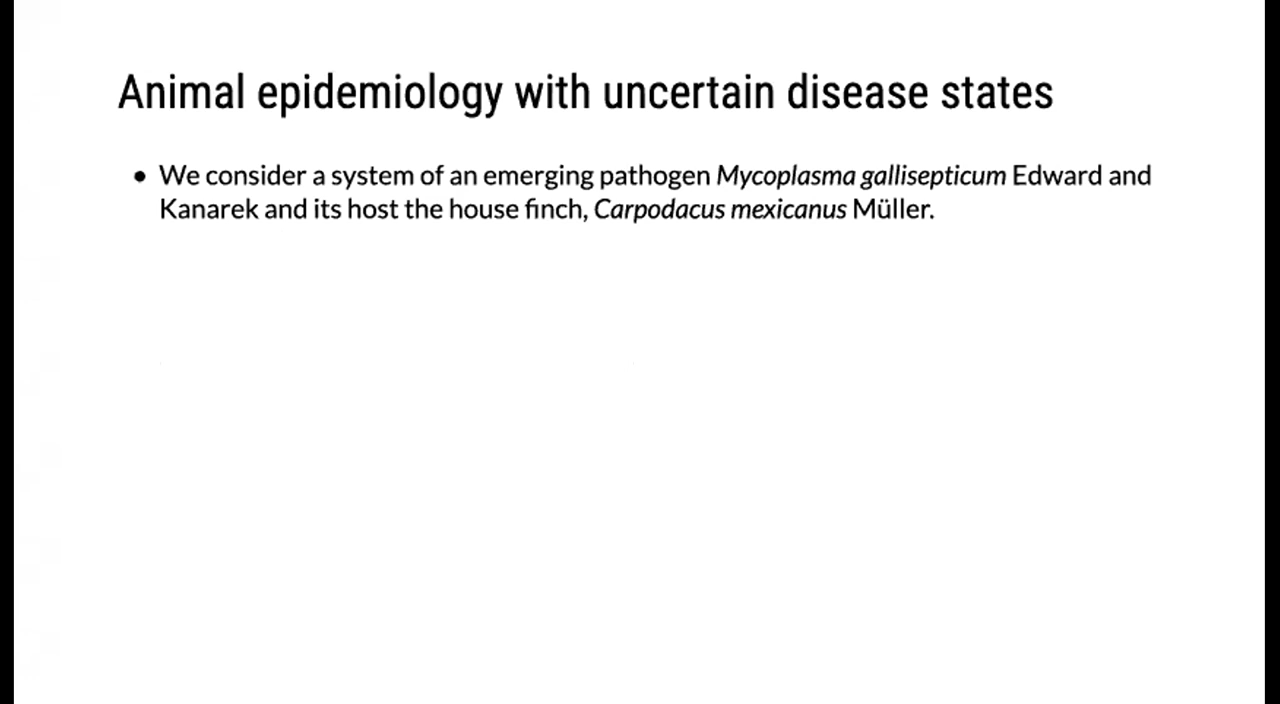 Animal epidemiology with uncertain disease states
• We consider a system of an emerging pathogen Mycoplasma gallisepticum Edward and
Kanarek and its host the house finch, Carpodacus mexicanus Müller.